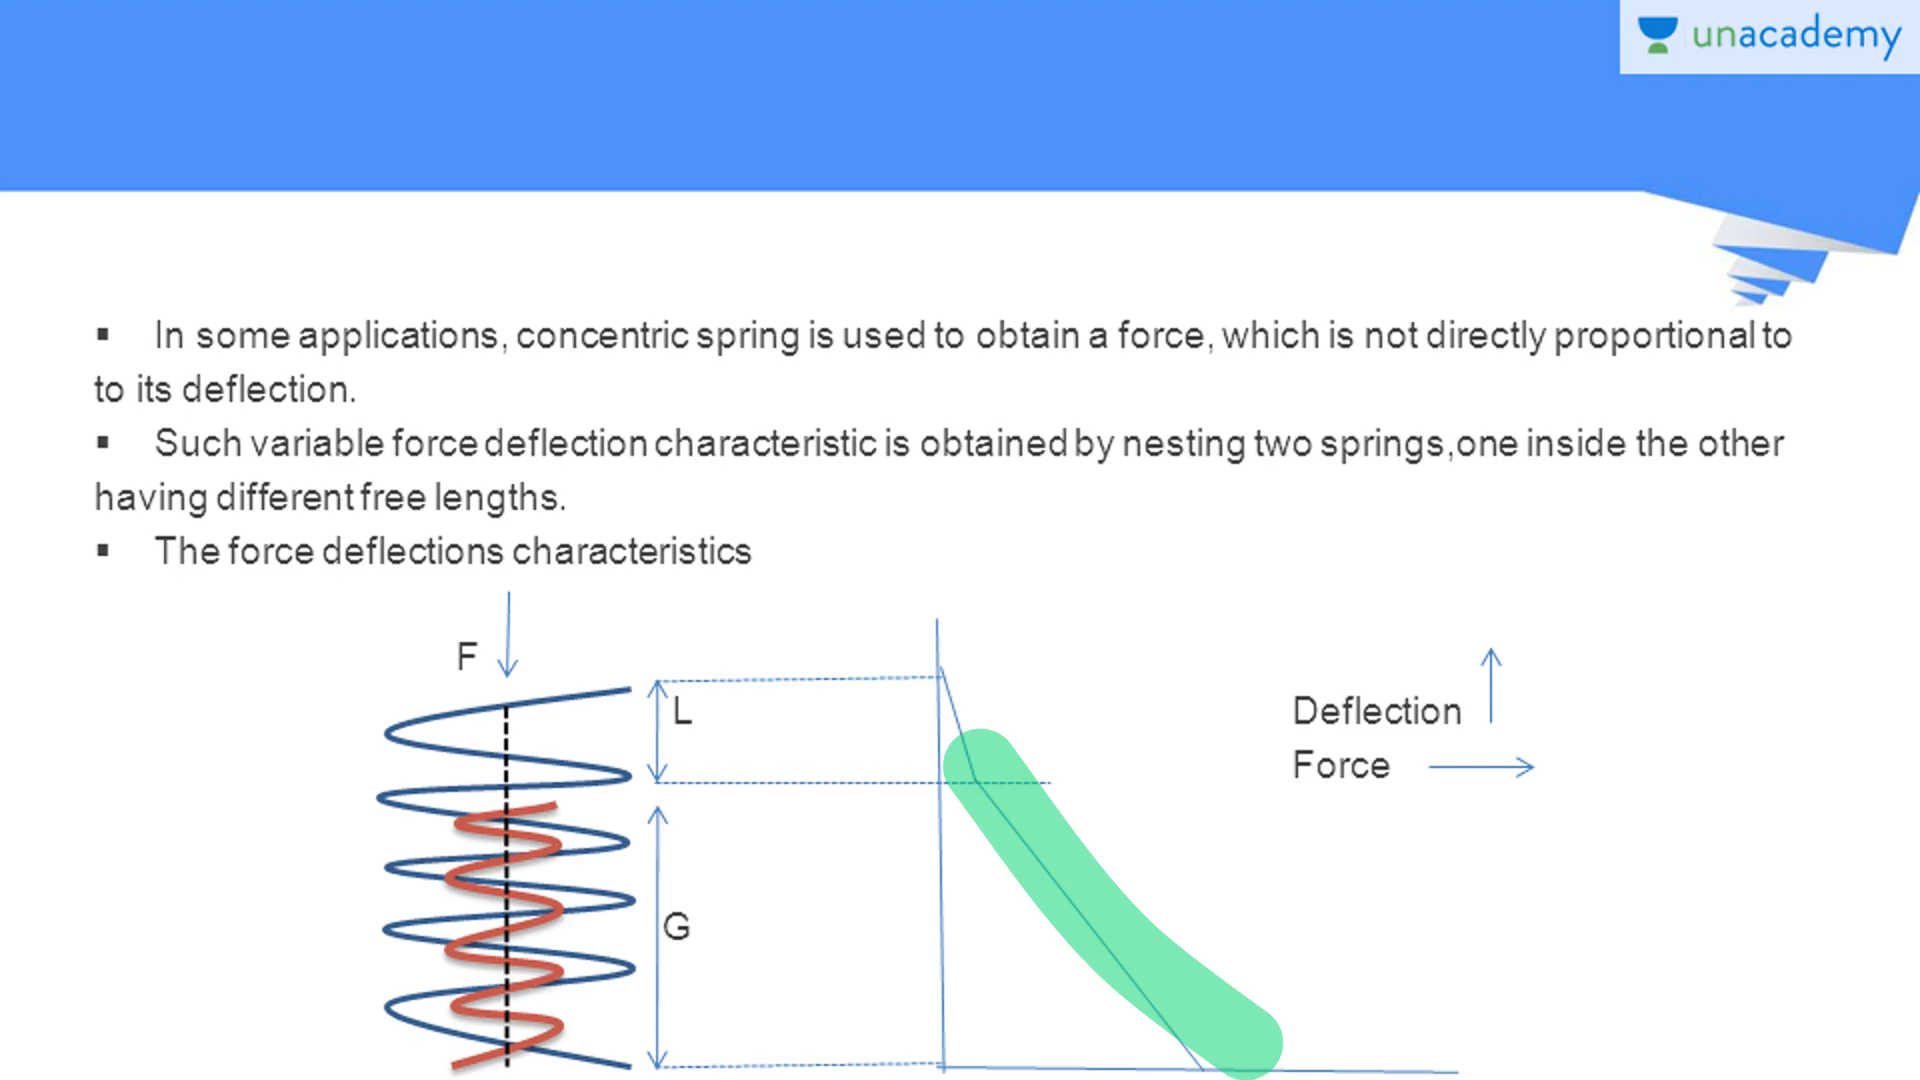 unacademy
▪ In some applications, concentric spring is used to obtain a force, which is not directly proportional to
to its deflection.
▪ Such variable force deflection characteristic is obtained by nesting two springs,one inside the other
having different free lengths.
▪ The force deflections characteristics
F
L
G
Deflection
Force